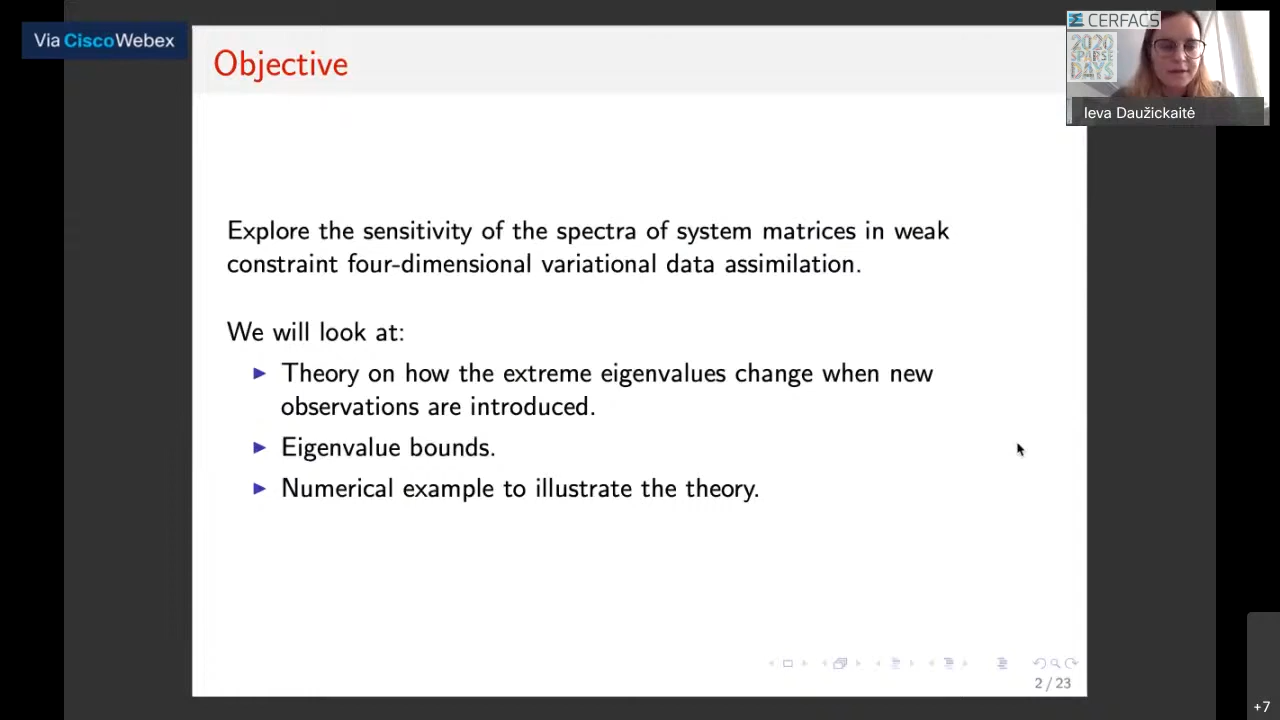 Via Cisco Webex
CERFACS
2020
SPARSE
DAYS
Ieva Daužickaitė
Objective
Explore the sensitivity of the spectra of system matrices in weak
constraint four-dimensional variational data assimilation.
We will look at:
Theory on how the extreme eigenvalues change when new
observations are introduced.
Eigenvalue bounds.
Numerical example to illustrate the theory.
2 / 23
+7